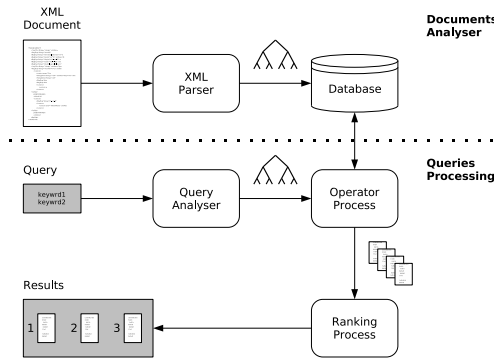 XML
Document
Documents
Analyser
XML
Parser
Database
Queries
Processing
Query
keywrd1
keywrd2
Query
Analyser
Operator
Process
Results
1
2
3
Ranking
Process